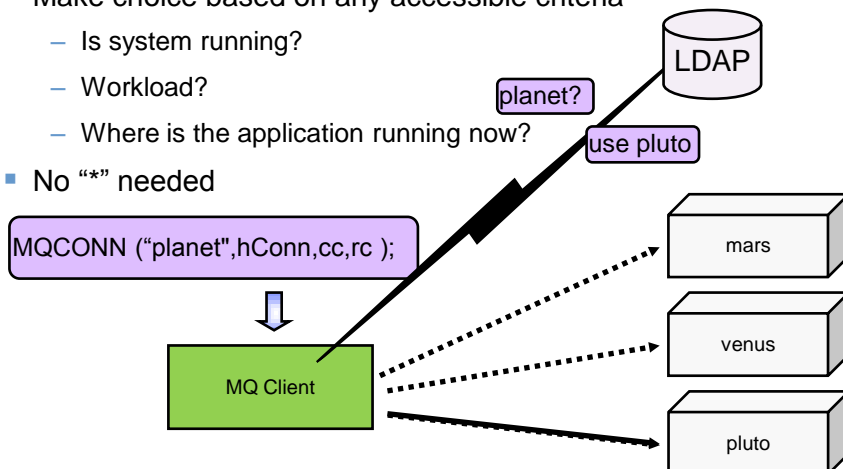 Make choice based on any accessible criteria
– Is system running?
– Workload?
– Where is the application running now?
▪ No “*” needed
LDAP
planet?
use pluto
MQCONN (“planet",hConn,cc,rc );
MQ Client
mars
venus
pluto